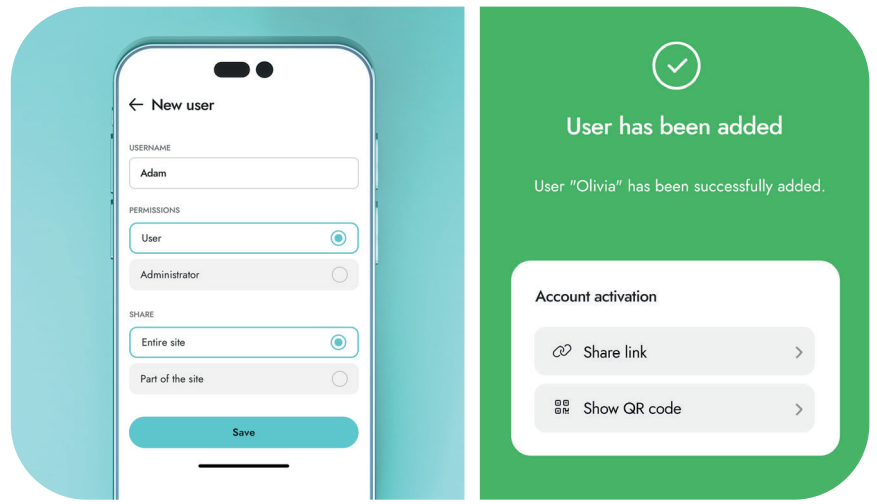 New user
USERNAME
Adam
PERMISSIONS
User
Administrator
SHARE
Entire site
Part of the site
Save
User has been added
User "Olivia" has been successfully added.
Account activation
Share link
Show QR code